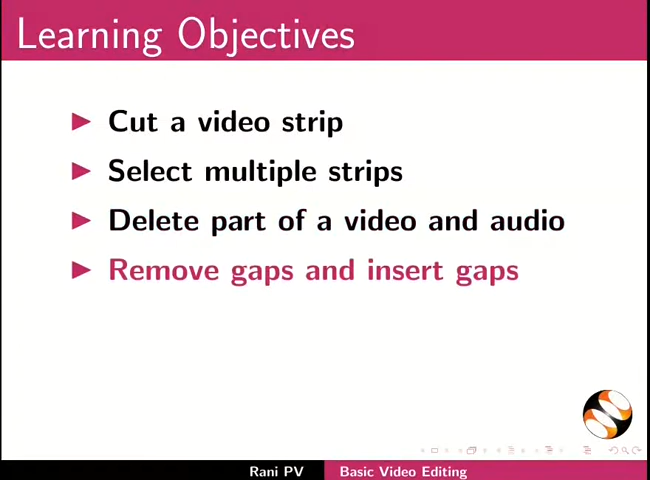 Learning Objectives
Cut a video strip
Select multiple strips
Delete part of a video and audio
Remove gaps and insert gaps
Rani PV
Basic Video Editing